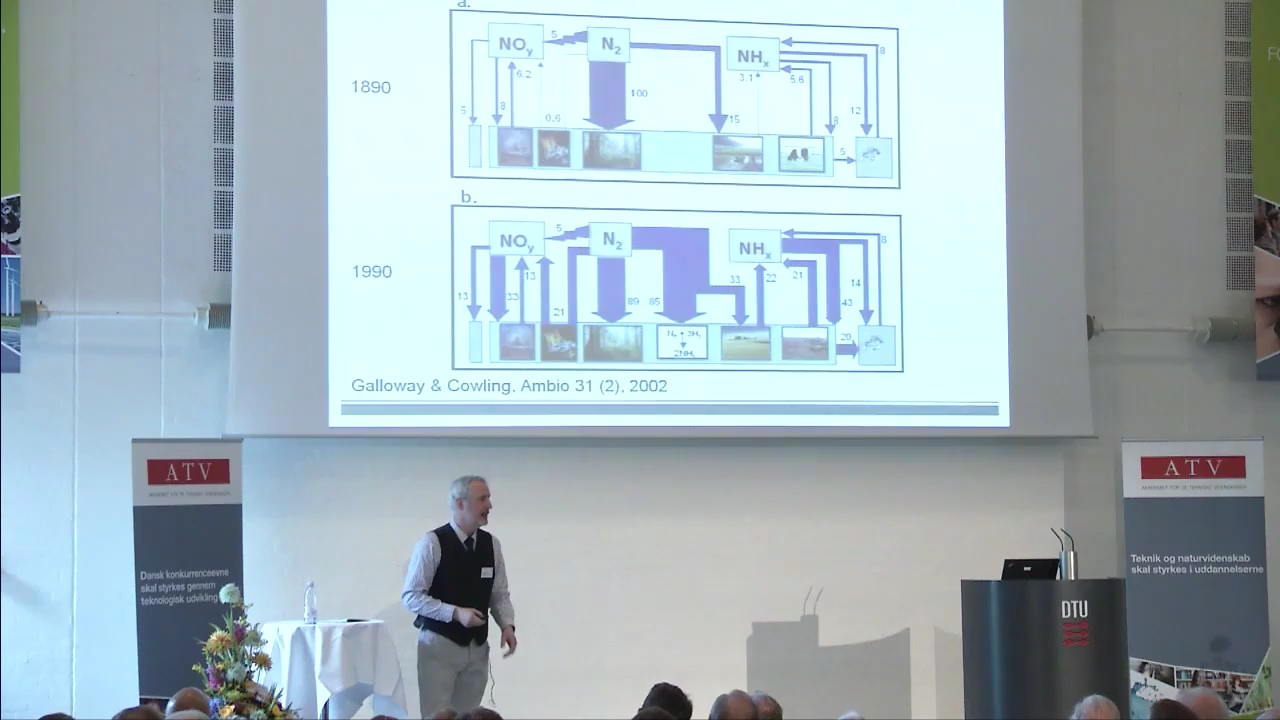 a.
1890
NOy
5
N2
NHx
8
6.2
3.1
5.6
5
8
0.6
100
15
8
12
5
b.
1990
NOy
5
N2
NHx
8
13
33
13
21
89
85
33
22
21
43
14
20
N2 + 3H2
2NH3
Galloway & Cowling. Ambio 31 (2), 2002
ATV
Dansk konkurrenceevne
skal styrkes gennem
teknologisk udvikling
DTU
ATV
Teknik og naturvidenskab
skal styrkes i uddannelserne